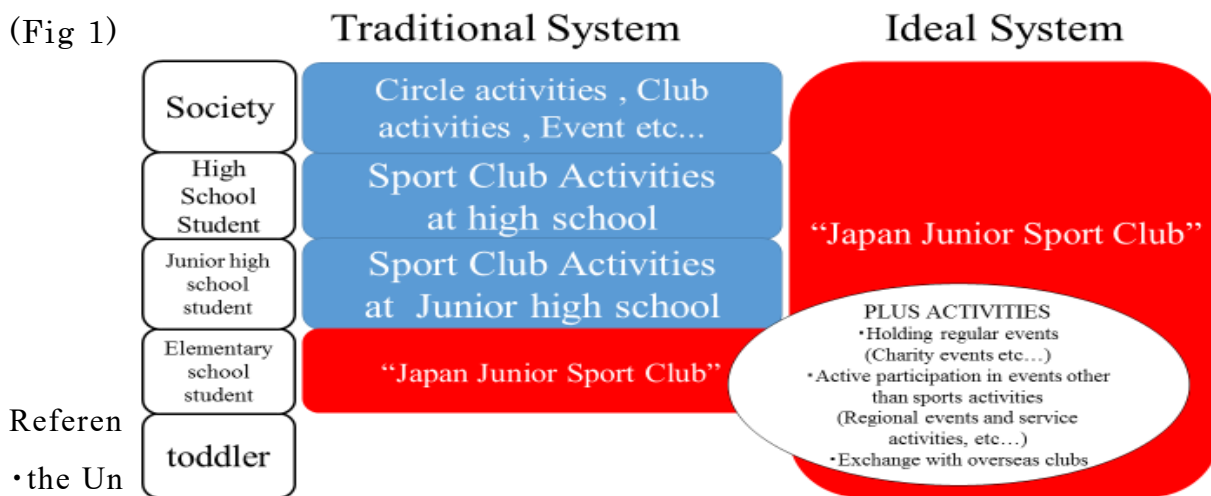 (Fig 1)
Traditional System
Ideal System
Society
Circle activities , Club
activities , Event etc...
High
School
Student
Sport Club Activities
at high school
Junior high
school
student
Sport Club Activities
at Junior high school
Elementary
school
student
“Japan Junior Sport Club”
toddler
“Japan Junior Sport Club”
PLUS ACTIVITIES
・Holding regular events
(Charity events etc…)
・Active participation in events other
than sports activities
(Regional events and service
activities, etc…)
・Exchange with overseas clubs
Referen
・the Un